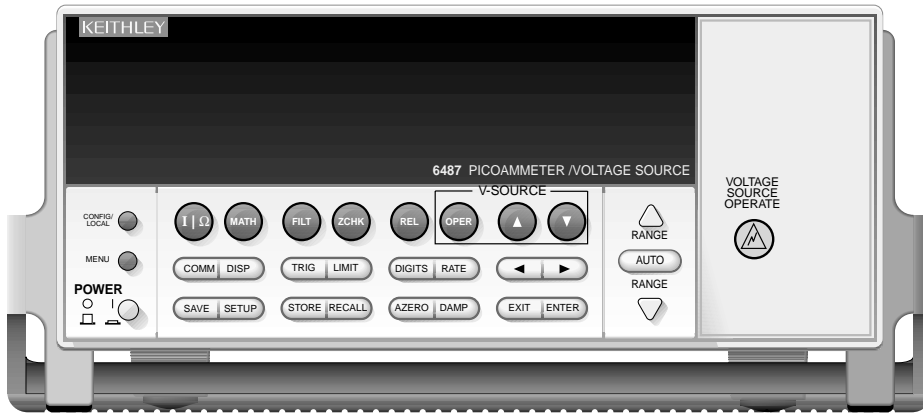 KEITHLEY
6487 PICOAMMETER /VOLTAGE SOURCE
V-SOURCE
VOLTAGE
SOURCE
OPERATE
CONFIG/
LOCAL
I | Ω MATH FILT ZCHK REL OPER
RANGE
MENU
COMM DISP TRIG LIMIT DIGITS RATE
AUTO
POWER
RANGE
SAVE SETUP STORE RECALL AZERO DAMP EXIT ENTER